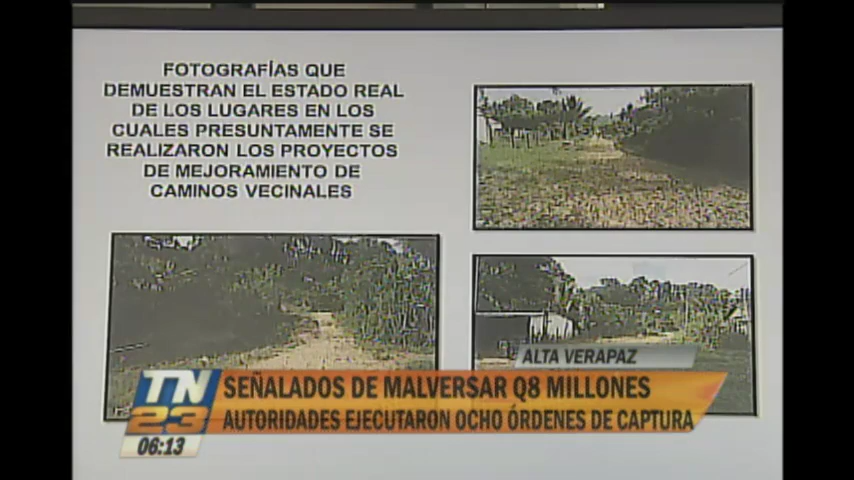 FOTOGRAFÍAS QUE
DEMUESTRAN EL ESTADO REAL
DE LOS LUGARES EN LOS
CUALES PRESUNTAMENTE SE
REALIZARON LOS PROYECTOS
DE MEJORAMIENTO DE
CAMINOS VECINALES
ALTA VERAPAZ
TN
23
06:13
SEÑALADOS DE MALVERSAR Q8 MILLONES
AUTORIDADES EJECUTARON OCHO ÓRDENES DE CAPTURA